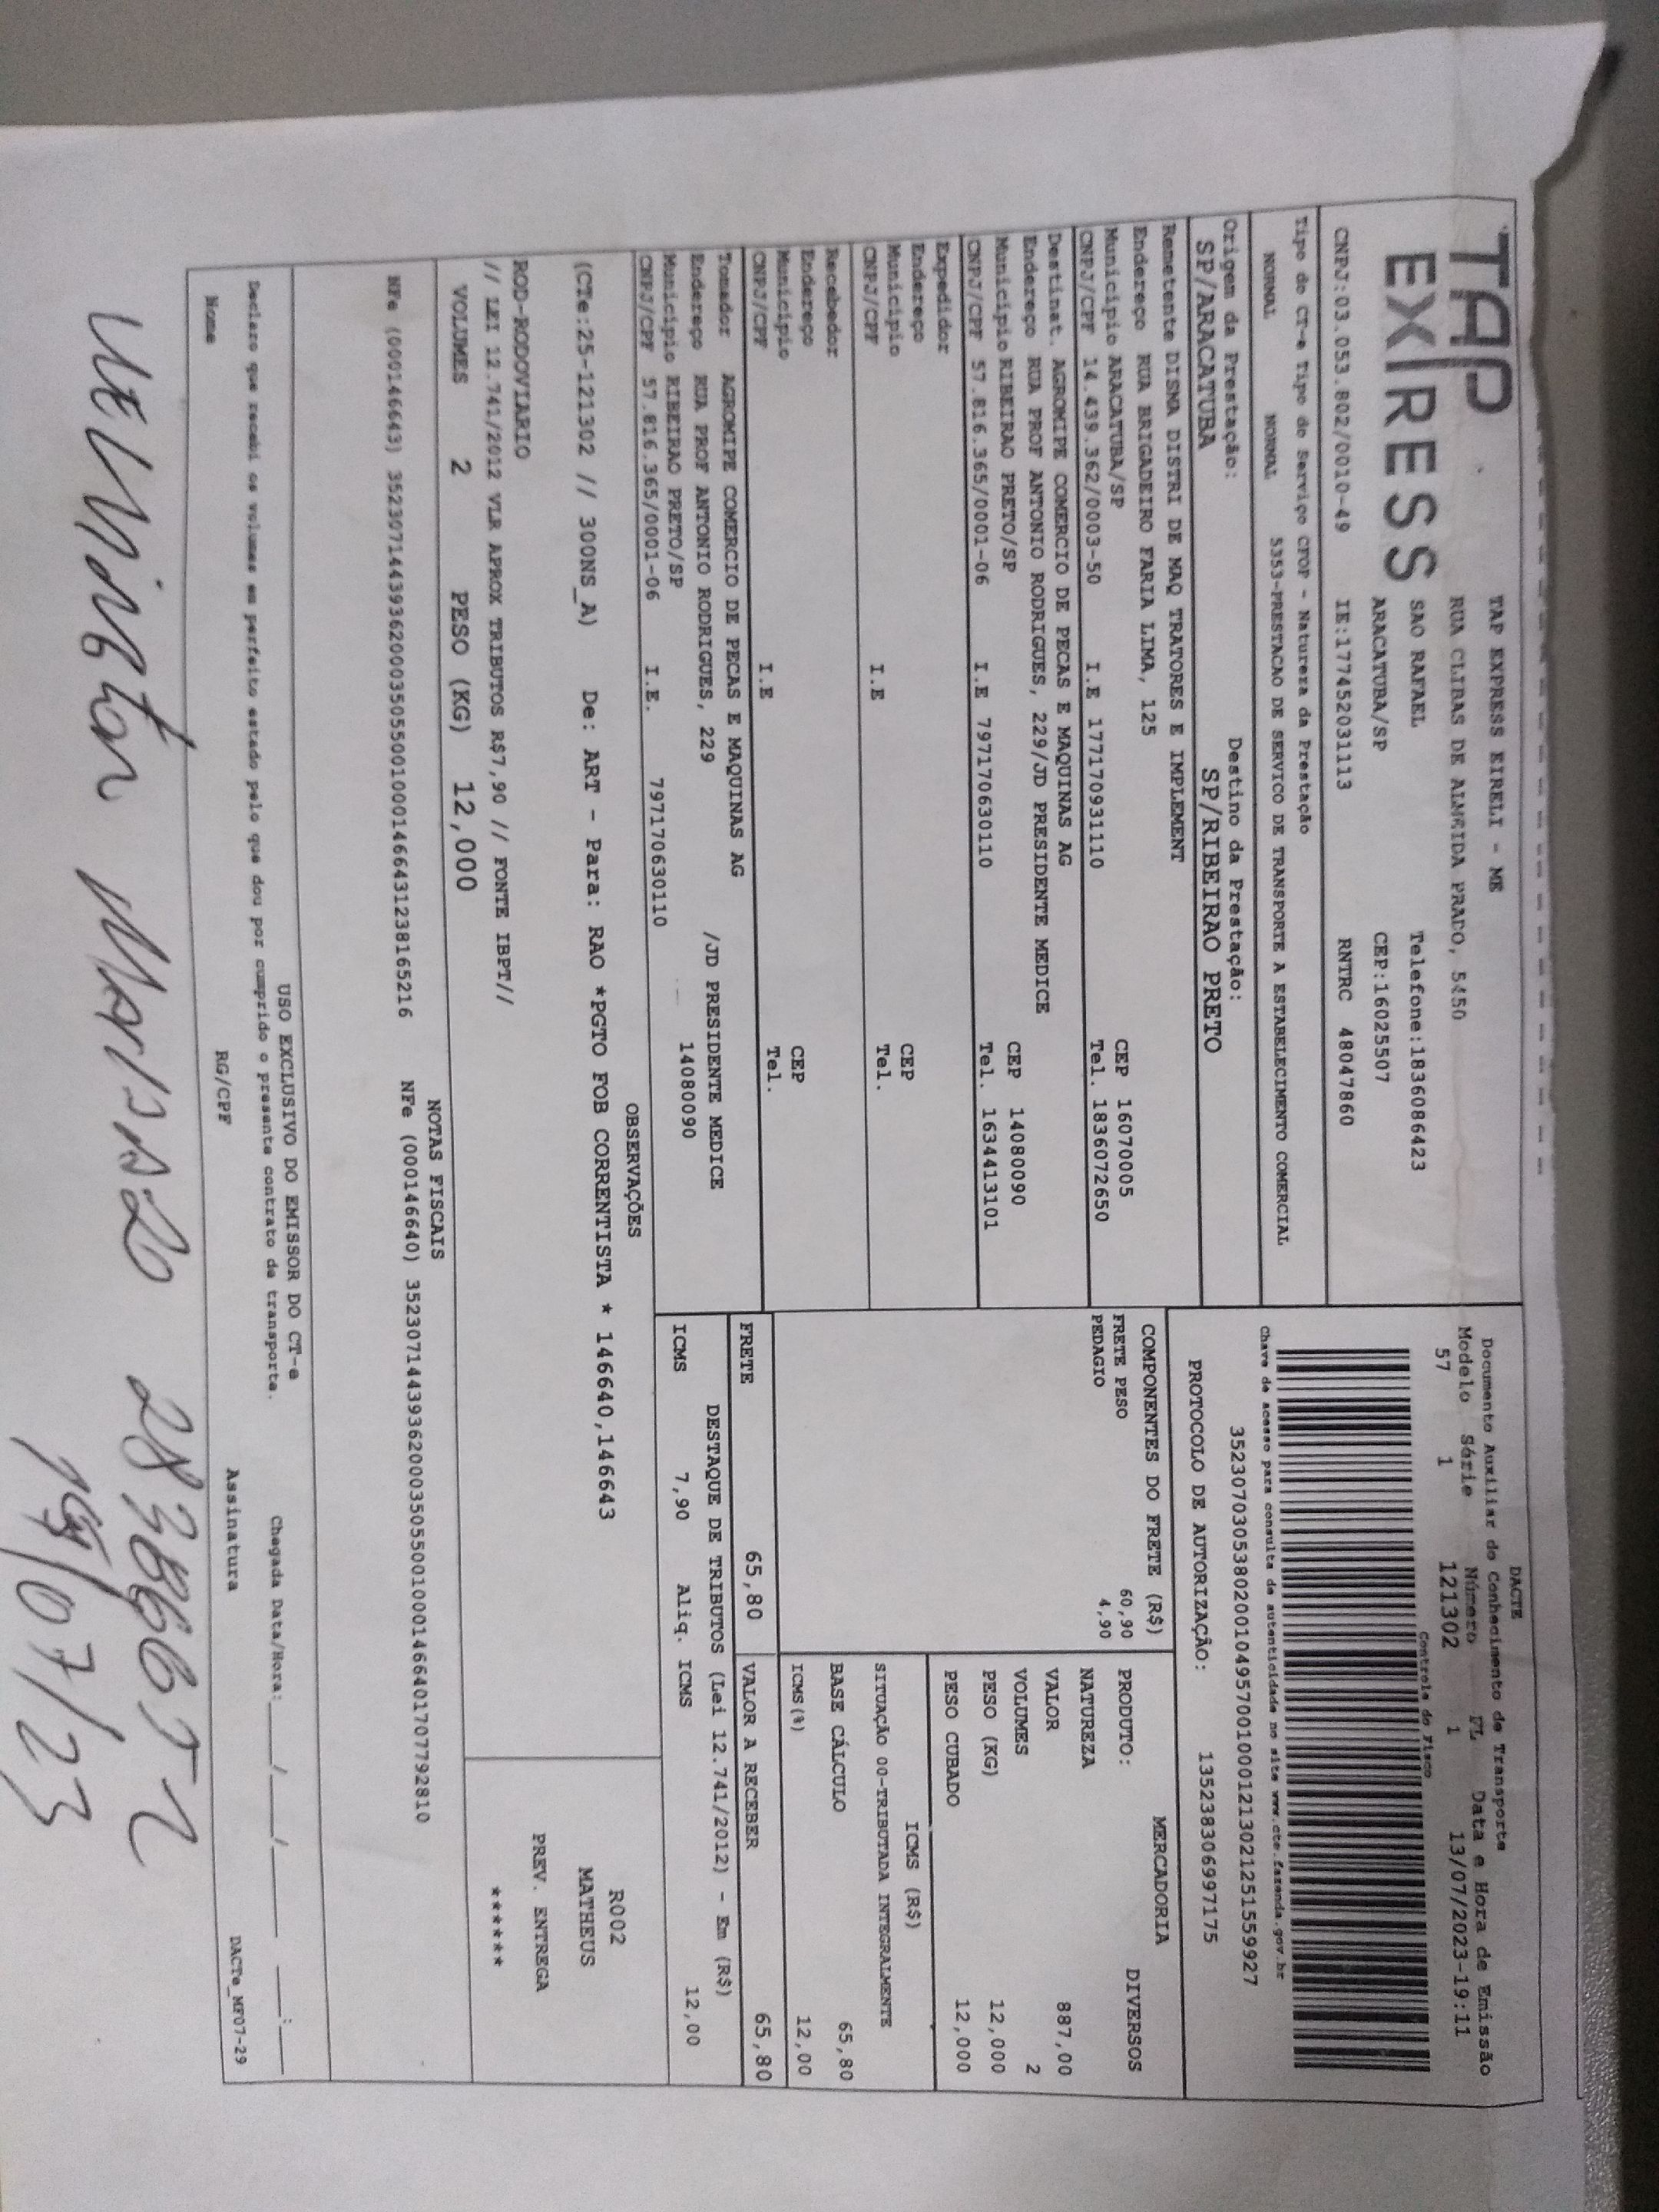 TAP
EXPRESS
TAP EXPRESS EIRELI - ME
RUA CLIBAS DE ALMEIDA PRADO, 5450
SAO RAFAEL Telefone:1836086423
ARACATUBA/SP CEP:16025507
CNPJ:03.053.802/0010-49 IE:177452031113 RNTRC 48047860
Tipo do CT-e Tipo do Serviço CFOP - Natureza da Prestação
NORMAL NORMAL 5353-PRESTACAO DE SERVICO DE TRANSPORTE A ESTABELECIMENTO COMERCIAL
Origem da Prestação: Destino da Prestação:
SP/ARACATUBA SP/RIBEIRAO PRETO
Remetente DISMA DISTRI DE MAQ TRATORES E IMPLEMENT
Endereço RUA BRIGADEIRO FARIA LIMA, 125
Municipio ARACATUBA/SP CEP 16070005
CNPJ/CPF 14.439.362/0003-50 I.E 177170931110 Tel. 1836072650
Destinat. AGROMIPE COMERCIO DE PECAS E MAQUINAS AG
Endereço RUA PROF ANTONIO RODRIGUES, 229/JD PRESIDENTE MEDICE
Municipio RIBEIRAO PRETO/SP CEP 14080090
CNPJ/CPF 57.816.365/0001-06 I.E 797170630110 Tel. 1634413101
Expedidor
Endereço
Municipio CEP
CNPJ/CPF I.E Tel.
Recebedor
Endereço
Municipio CEP
CNPJ/CPF I.E Tel.
Tomador AGROMIPE COMERCIO DE PECAS E MAQUINAS AG
Endereço RUA PROF ANTONIO RODRIGUES, 229 /JD PRESIDENTE MEDICE
Municipio RIBEIRAO PRETO/SP 14080090
CNPJ/CPF 57.816.365/0001-06 I.E. 797170630110
DACTE
Documento Auxiliar do Conhecimento de Transporte
Modelo Série Número FL Data e Hora de Emissão
57 1 121302 1 13/07/2023-19:11
Controle do Fisco
Chave de acesso para consulta de autenticidade no site www.cte.fazenda.gov.br
35230703053802001049570010001213021251559927
PROTOCOLO DE AUTORIZAÇÃO: 135238306997175
COMPONENTES DO FRETE (R$)
FRETE PESO 60,90
PEDAGIO 4,90
MERCADORIA
PRODUTO: DIVERSOS
NATUREZA
VALOR 887,00
VOLUMES 2
PESO (KG) 12,000
PESO CUBADO 12,000
ICMS (R$)
SITUAÇÃO 00-TRIBUTADA INTEGRALMENTE
BASE CÁLCULO 65,80
ICMS(%) 12,00
FRETE 65,80 VALOR A RECEBER 65,80
DESTAQUE DE TRIBUTOS (Lei 12.741/2012) - Em (R$)
ICMS 7,90 Aliq. ICMS 12,00
OBSERVAÇÕES
(CTe:25-121302 // 300NS_A) De: ART - Para: RAO *PGTO FOB CORRENTISTA * 146640,146643
ROD-RODOVIARIO
// LEI 12.741/2012 VLR APROX TRIBUTOS R$7,90 // FONTE IBPT//
R002
MATHEUS
PREV. ENTREGA
******
VOLUMES 2 PESO (KG) 12,000
NOTAS FISCAIS
NFe (000146643) 35230714439362000350550010001466431238165216 NFe (000146640) 35230714439362000350550010001466401707792810
USO EXCLUSIVO DO EMISSOR DO CT-e
Declaro que recebi os volumes em perfeito estado pelo que dou por cumprido o presente contrato de transporte. Chegada Data/Hora:____/____/______ ____:____
Nome RG/CPF Assinatura DACTe_MF07-29
/07/23